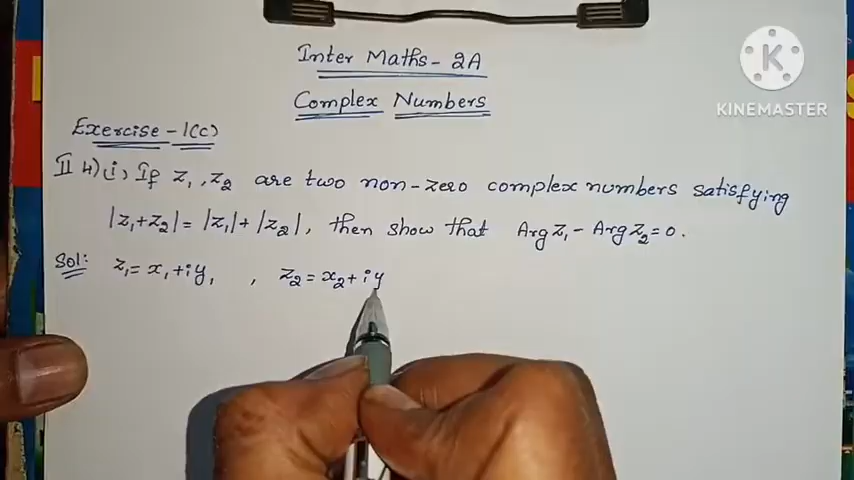 Inter Maths - 2A
Complex Numbers
K
KINEMASTER
Exercise - 1(c)
II 4) (i) If z₁, z₂ are two non-zero complex numbers satisfying
|z₁+z₂| = |z₁| + |z₂|, then show that Arg z₁ - Arg z₂ = 0.
Sol: z₁ = x₁ + iy₁ , z₂ = x₂ + iy